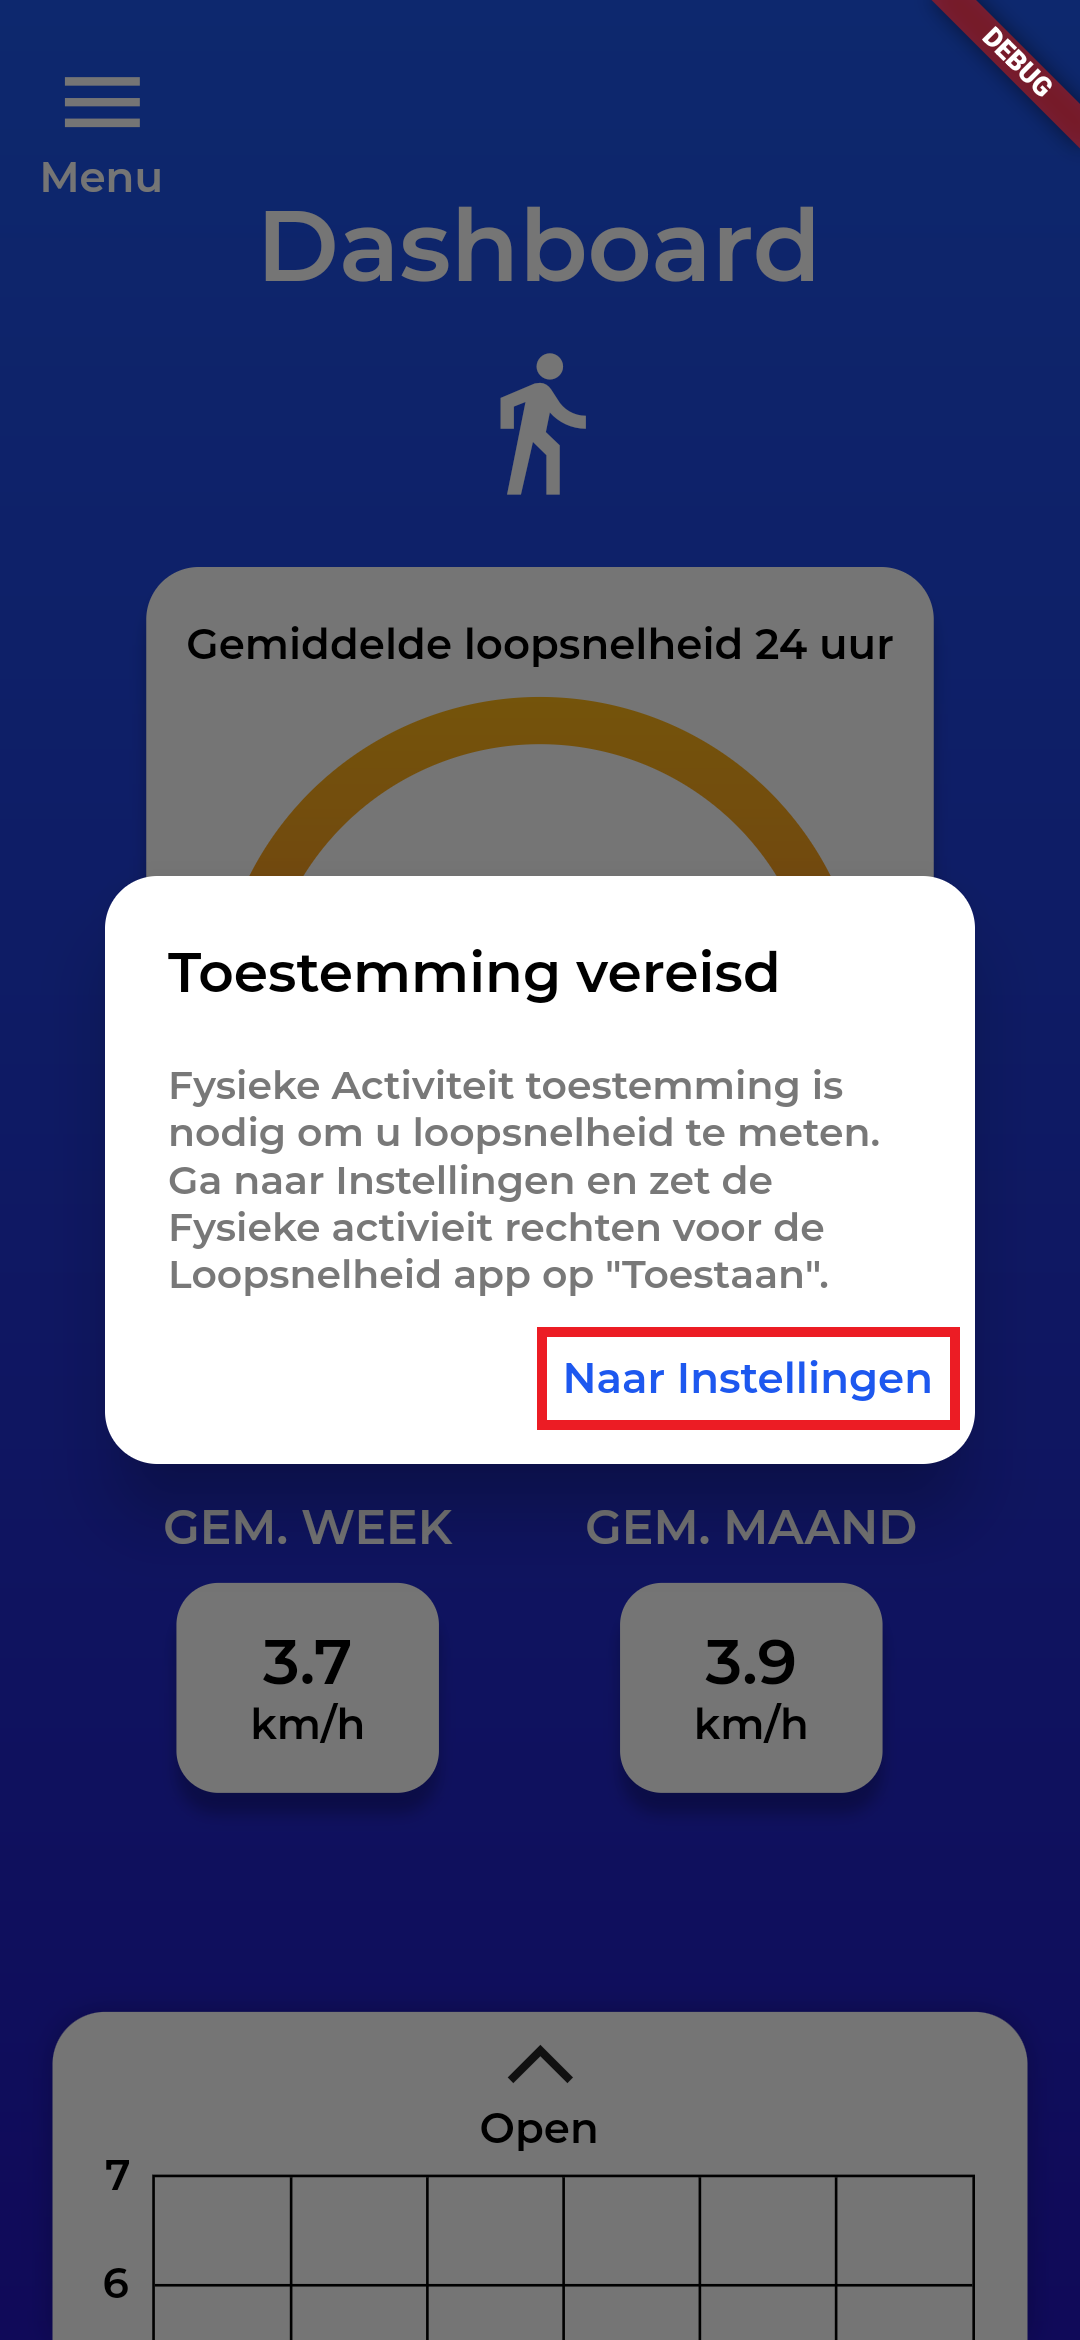 DEBUG
Menu
Dashboard
Gemiddelde loopsnelheid 24 uur
Toestemming vereisd
Fysieke Activiteit toestemming is
nodig om u loopsnelheid te meten.
Ga naar Instellingen en zet de
Fysieke activieit rechten voor de
Loopsnelheid app op "Toestaan".
Naar Instellingen
GEM. WEEK
GEM. MAAND
3.7
km/h
3.9
km/h
Open
7
6